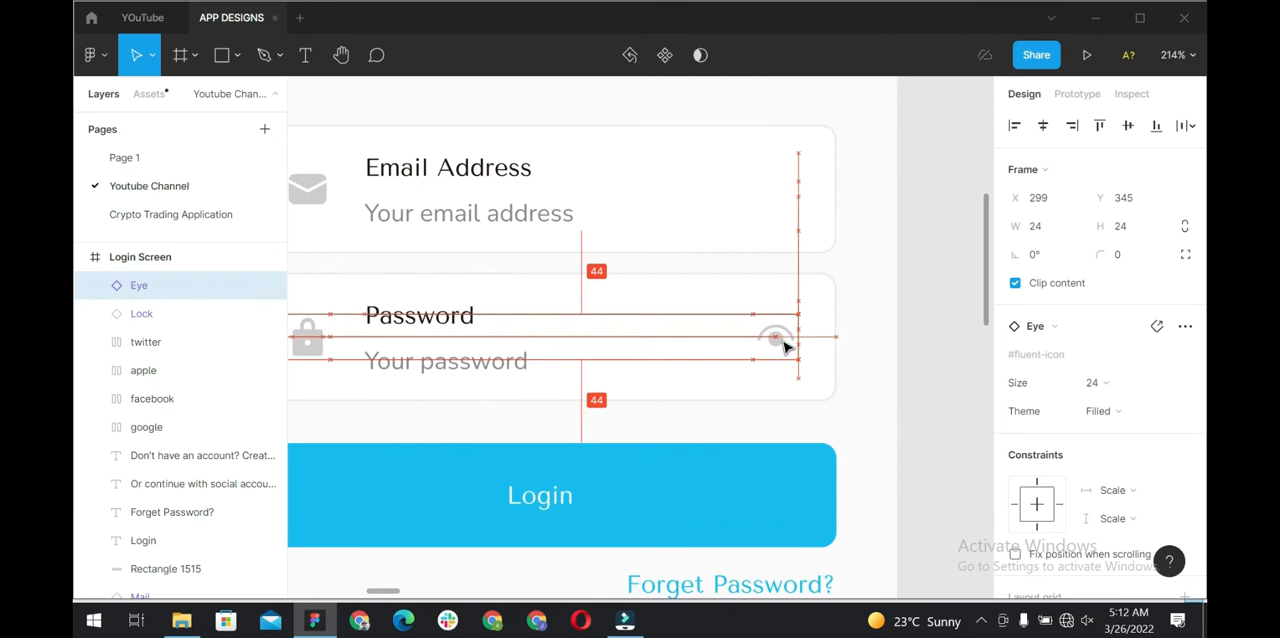 YOuTube
APP DESIGNS
Share
A?
214%
Layers
Assets
Youtube Chan...
Pages
Page 1
Youtube Channel
Crypto Trading Application
Login Screen
Eye
Lock
twitter
apple
facebook
google
Don't have an account? Creat...
Or continue with social accou...
Forget Password?
Login
Rectangle 1515
Mail
Email Address
Your email address
44
Password
Your password
44
Login
Forget Password?
Design
Prototype
Inspect
Frame
X 299
Y 345
W 24
H 24
0°
0
Clip content
Eye
#fluent-icon
Size
24
Theme
Filled
Constraints
Scale
Scale
Fix position when scrolling
Layout grid
Activate Windows
Go to Settings to activate Windows.
?
23°C Sunny
5:12 AM
3/26/2022